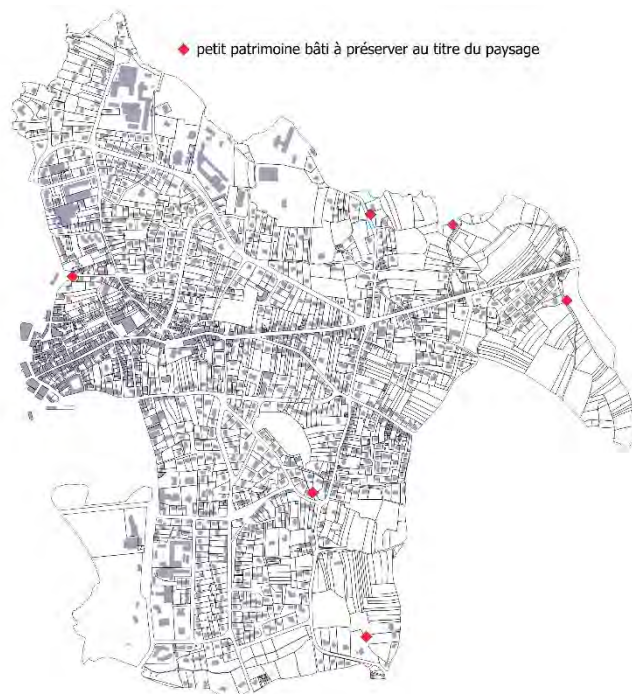 petit patrimoine bâti à préserver au titre du paysage